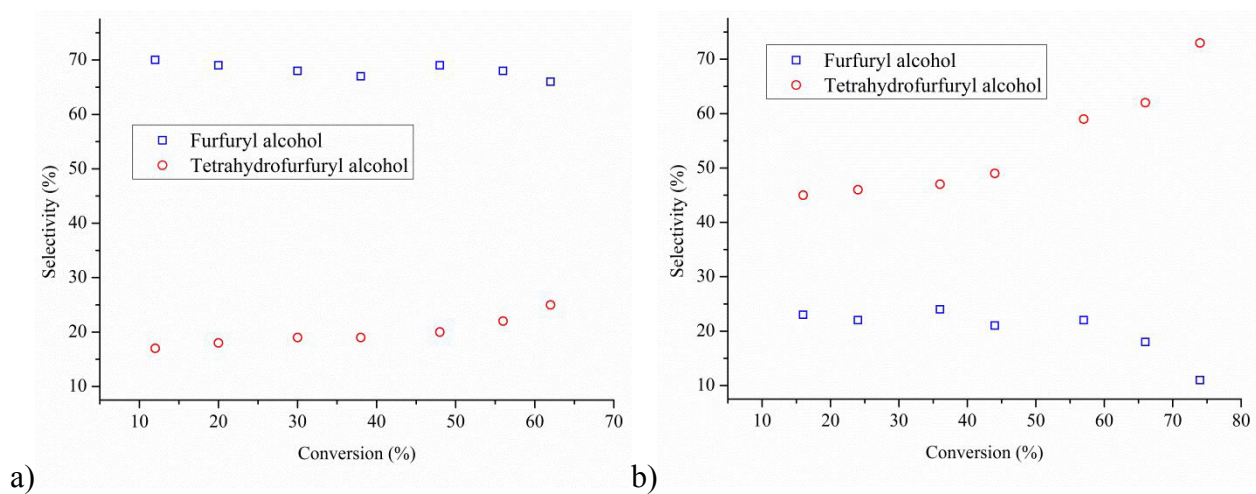 70
60
50
40
30
20
10
Selectivity (%)
Furfuryl alcohol
Tetrahydrofurfuryl alcohol
10 20 30 40 50 60 70
Conversion (%)
a)
70
60
50
40
30
20
10
Selectivity (%)
Furfuryl alcohol
Tetrahydrofurfuryl alcohol
10 20 30 40 50 60 70 80
Conversion (%)
b)